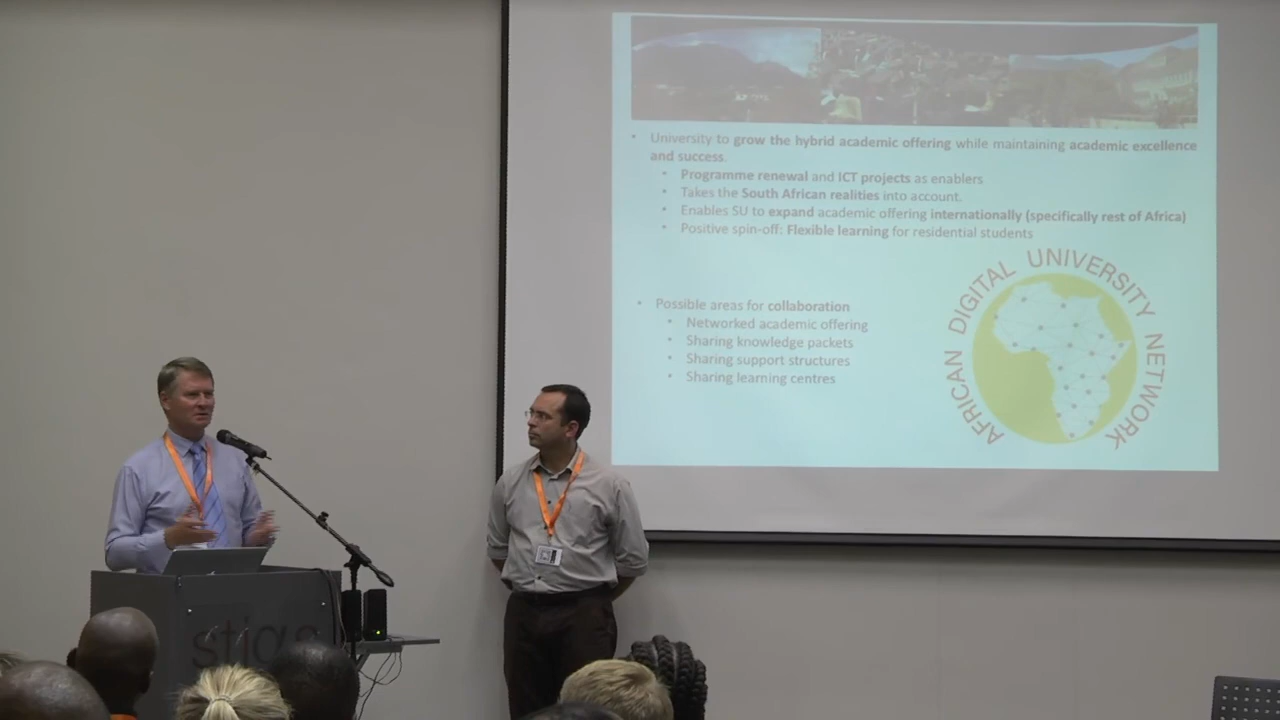 • University to grow the hybrid academic offering while maintaining academic excellence
and success.
• Programme renewal and ICT projects as enablers
• Takes the South African realities into account.
• Enables SU to expand academic offering internationally (specifically rest of Africa)
• Positive spin-off: Flexible learning for residential students
• Possible areas for collaboration
• Networked academic offering
• Sharing knowledge packets
• Sharing support structures
• Sharing learning centres
AFRICAN DIGITAL UNIVERSITY NETWORK
stias